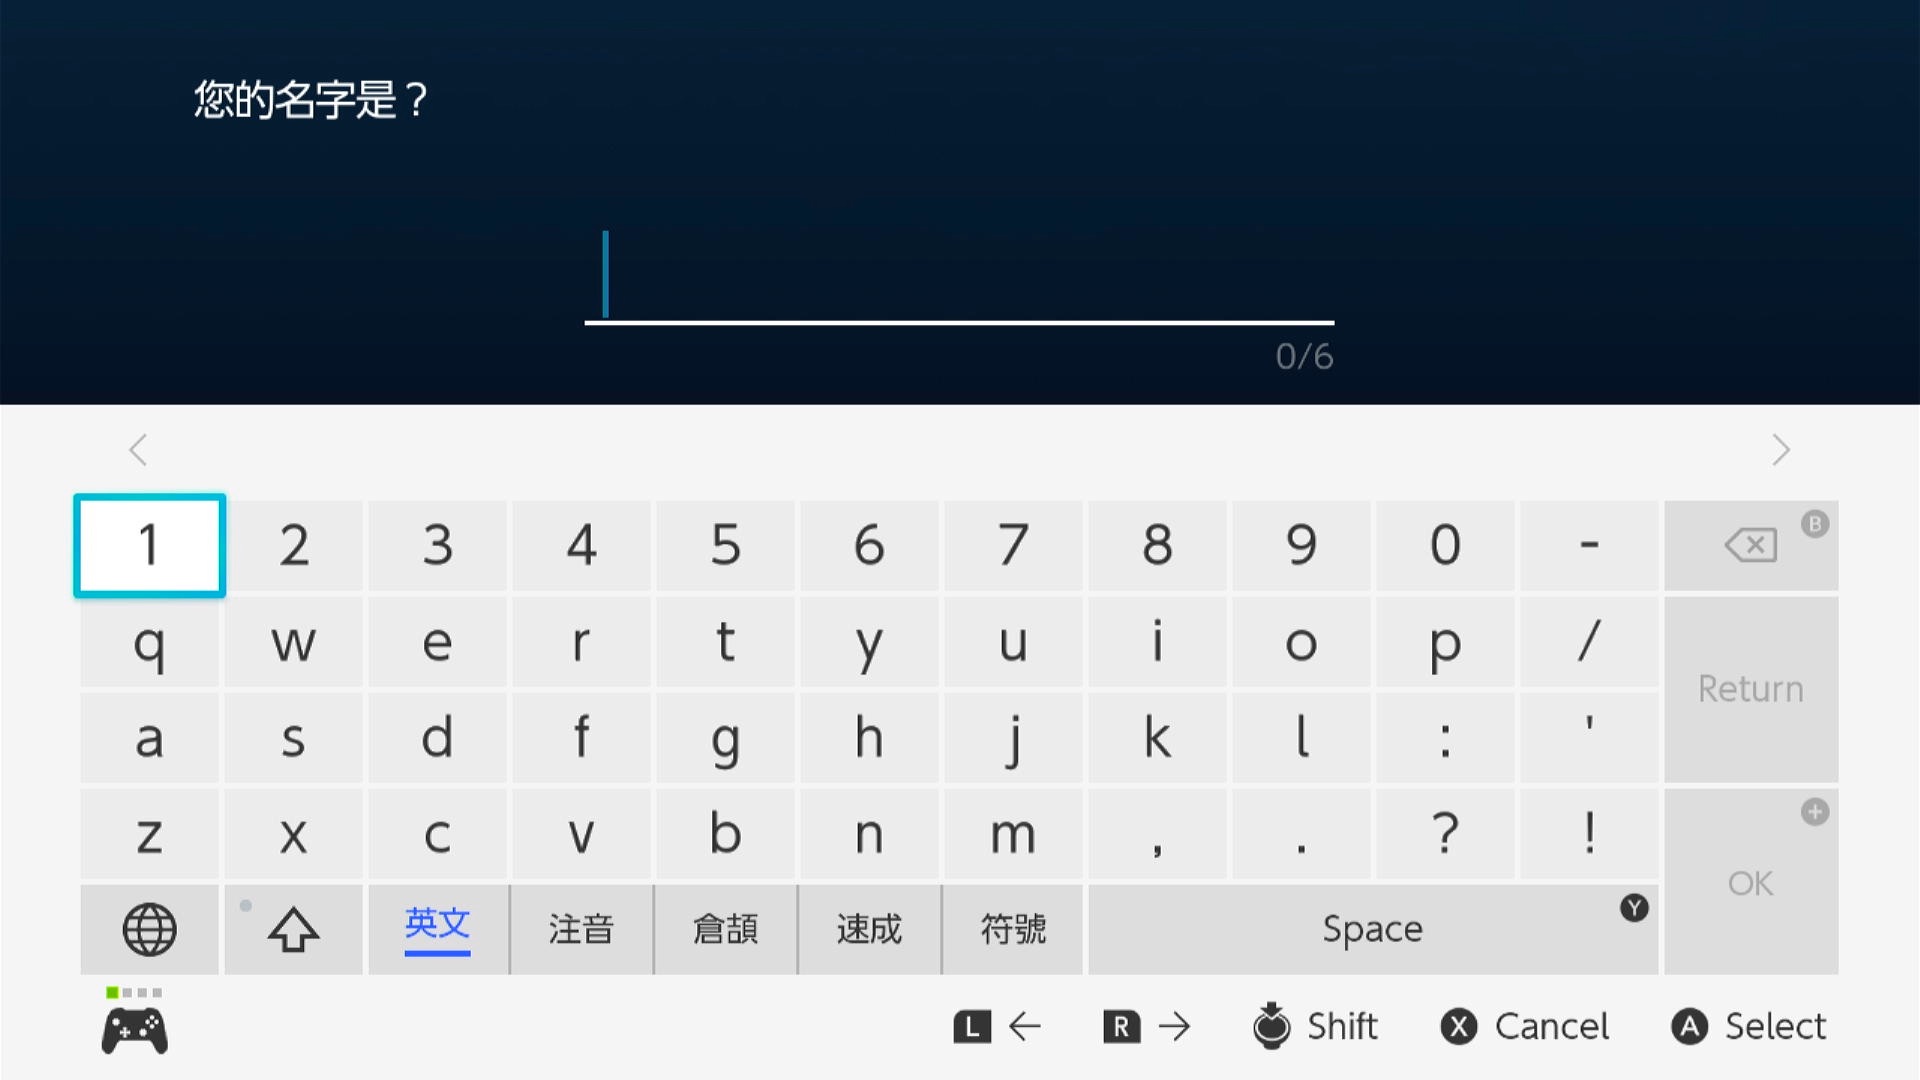 您的名字是？
0/6
1 2 3 4 5 6 7 8 9 0 - B
q w e r t y u i o p /
Return
a s d f g h j k l : '
z x c v b n m , . ? ! +
OK
英文 注音 倉頡 速成 符號 Space Y
L ← R → Shift X Cancel A Select